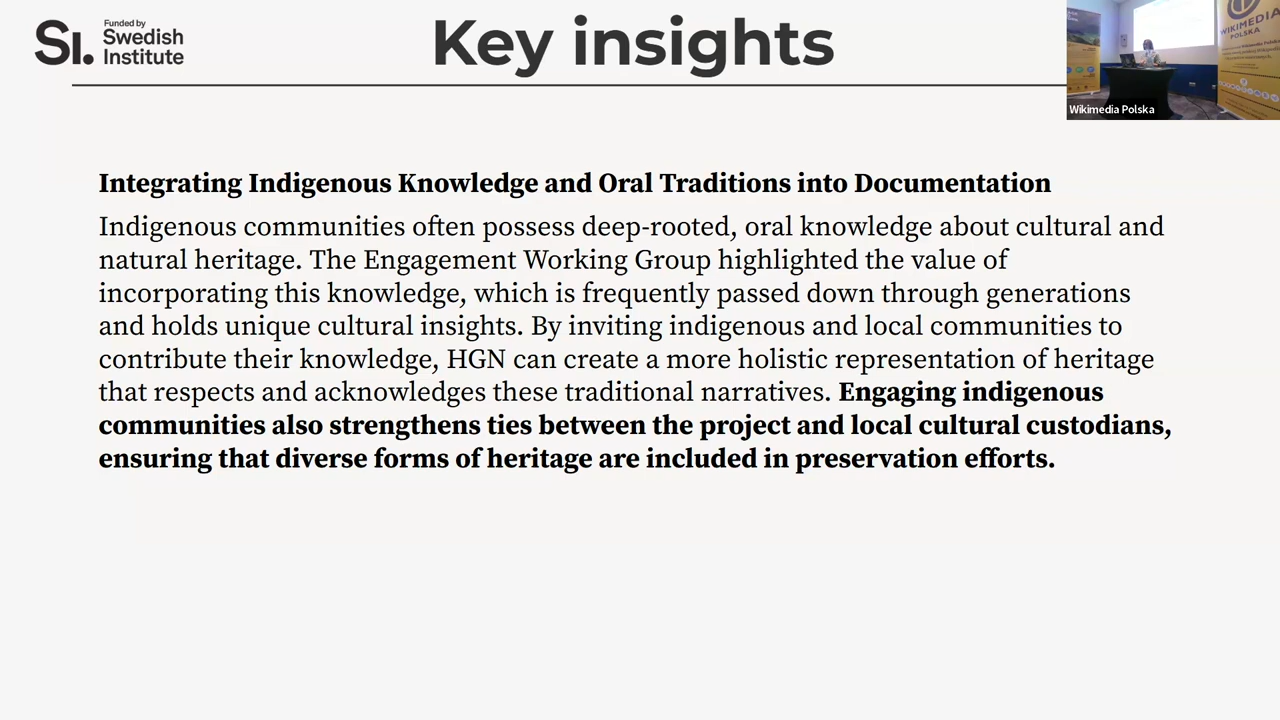 Funded by
SI. Swedish
Institute
Key insights
WIKIMEDIA
POLSKA
Wikimedia Polska
Integrating Indigenous Knowledge and Oral Traditions into Documentation
Indigenous communities often possess deep-rooted, oral knowledge about cultural and
natural heritage. The Engagement Working Group highlighted the value of
incorporating this knowledge, which is frequently passed down through generations
and holds unique cultural insights. By inviting indigenous and local communities to
contribute their knowledge, HGN can create a more holistic representation of heritage
that respects and acknowledges these traditional narratives. Engaging indigenous
communities also strengthens ties between the project and local cultural custodians,
ensuring that diverse forms of heritage are included in preservation efforts.